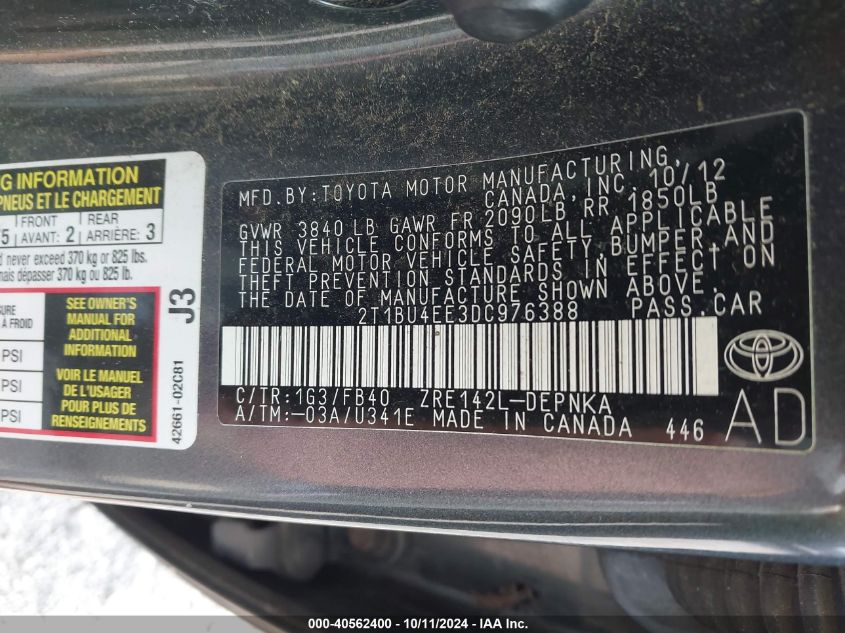 G INFORMATION
PNEUS ET LE CHARGEMENT
5 FRONT AVANT: 2 REAR ARRIÈRE: 3
never exceed 370 kg or 825 lbs.
mais dépasser 370 kg ou 825 lb.
SURE
À FROID
PSI
PSI
PSI
SEE OWNER'S
MANUAL FOR
ADDITIONAL
INFORMATION
VOIR LE MANUEL
DE L'USAGER
POUR PLUS DE
RENSEIGNEMENTS
J3
42661-02C81
MFD. BY: TOYOTA MOTOR MANUFACTURING,
CANADA, INC. 10/12
GVWR 3840 LB GAWR FR 2090LB RR 1850LB
THIS VEHICLE CONFORMS TO ALL APPLICABLE
FEDERAL MOTOR VEHICLE SAFETY, BUMPER AND
THEFT PREVENTION STANDARDS IN EFFECT ON
THE DATE OF MANUFACTURE SHOWN ABOVE.
2T1BU4EE3DC976388 PASS. CAR
C/TR: 1G3/FB40 ZRE142L-DEPNKA
A/TM:-03A/U341E MADE IN CANADA 446
AD
000-40562400 - 10/11/2024 - IAA Inc.